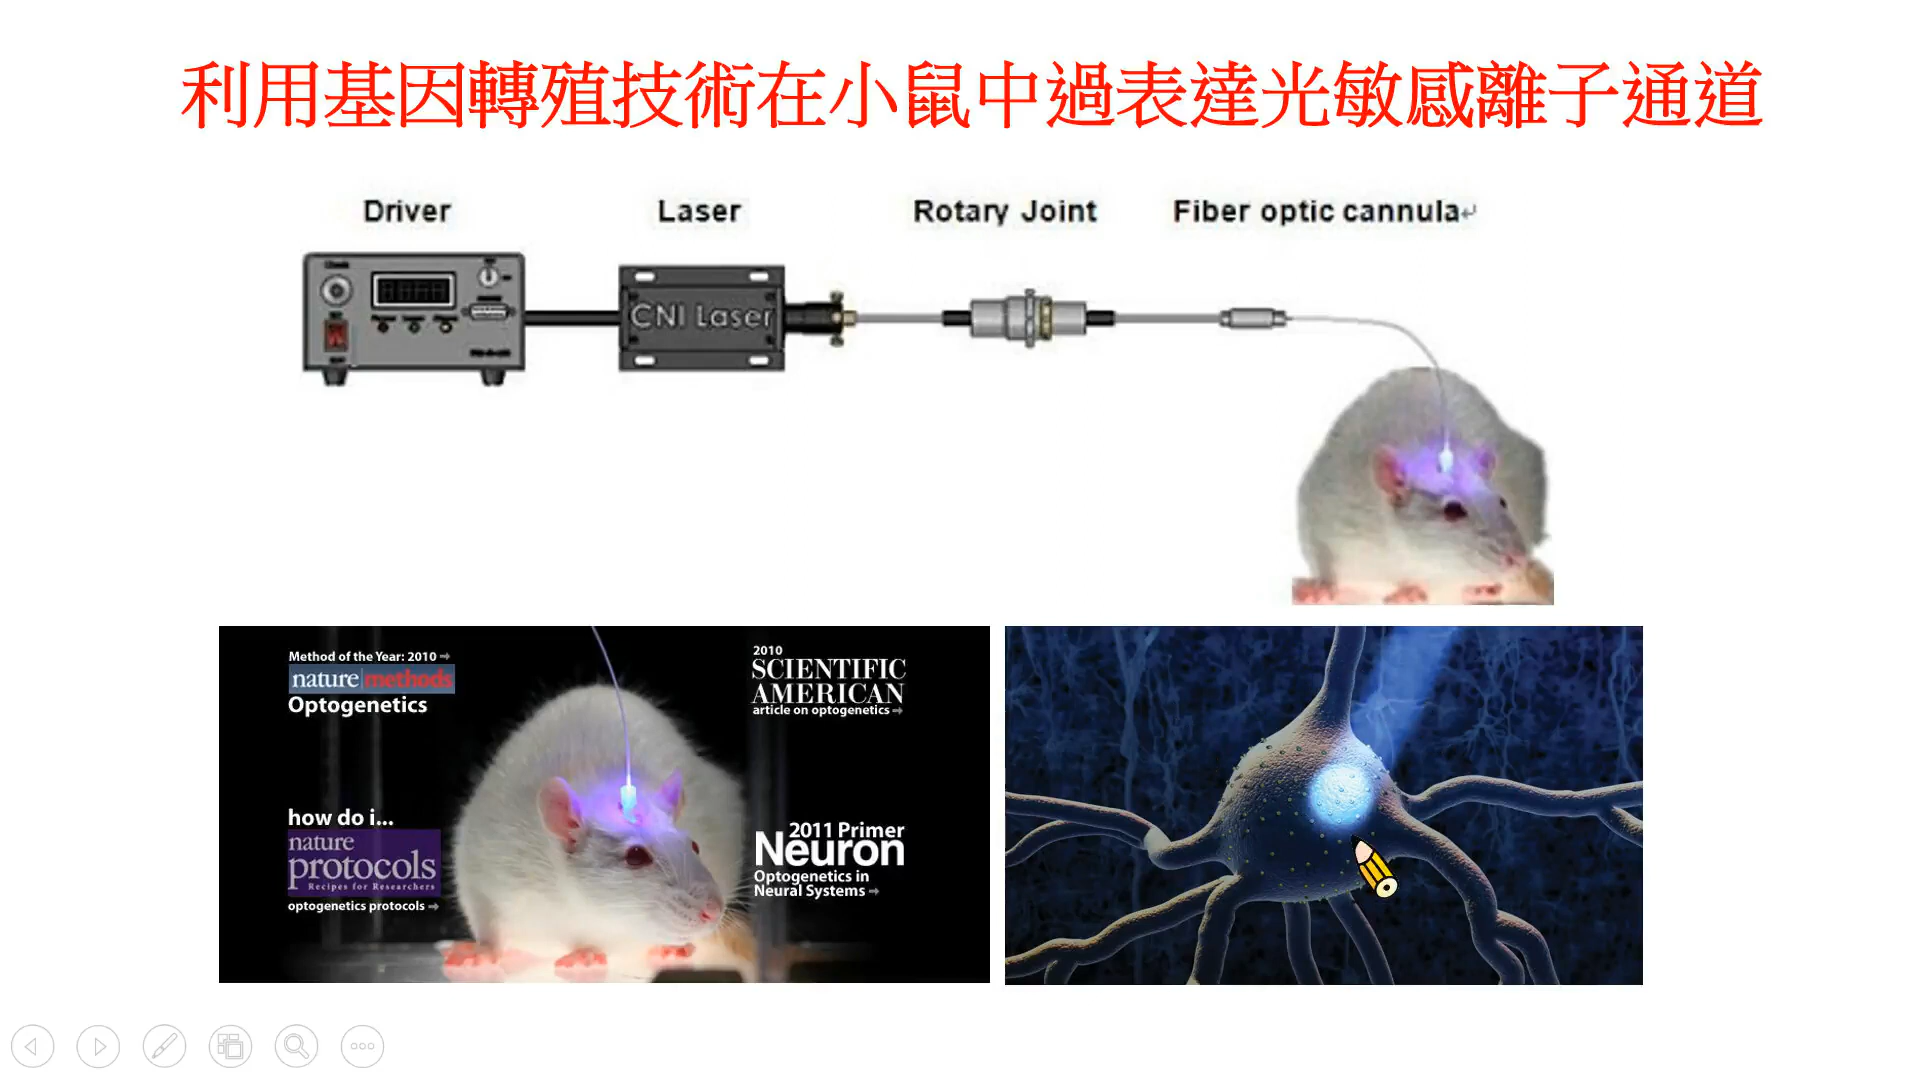 利用基因轉殖技術在小鼠中過表達光敏感離子通道
Driver
Laser
Rotary Joint
Fiber optic cannula
CNI Laser
Method of the Year: 2010
nature methods
Optogenetics
2010
SCIENTIFIC
AMERICAN
article on optogenetics
how do i...
nature
protocols
Recipes for Researchers
optogenetics protocols
2011 Primer
Neuron
Optogenetics in
Neural Systems